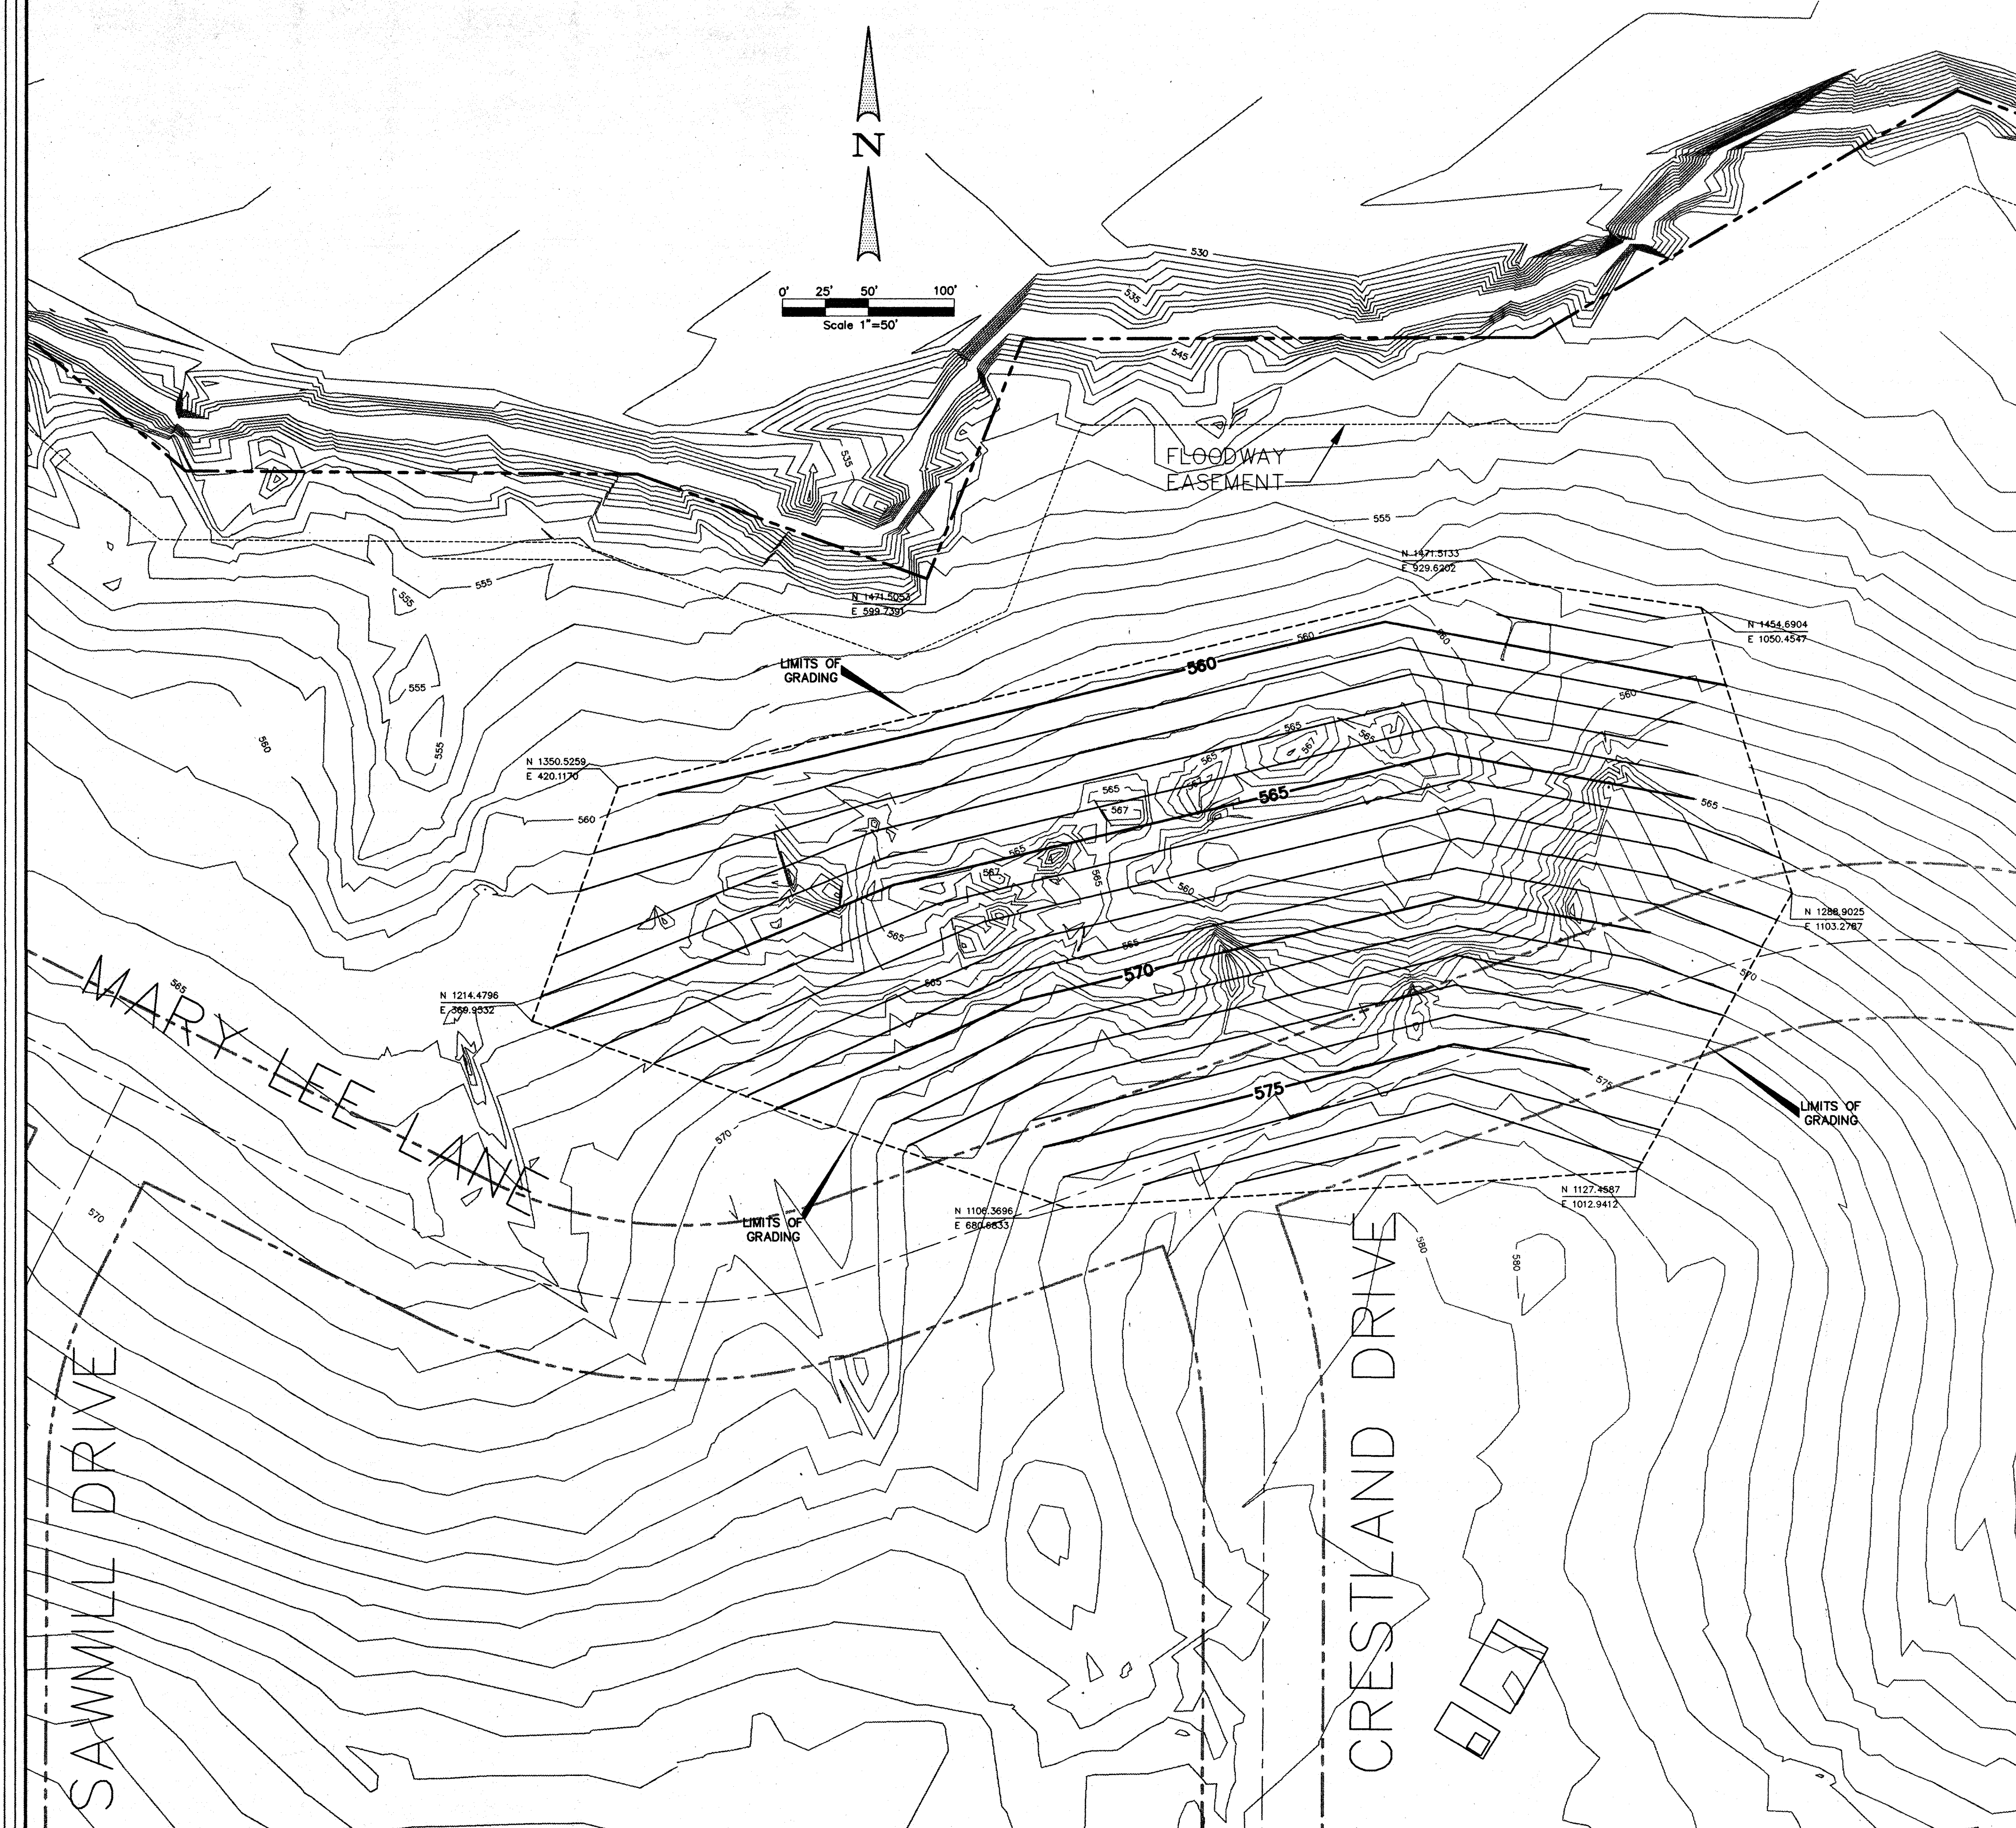 N
0' 25' 50' 100'
Scale 1"=50'
530
535
545
535
FLOODWAY
EASEMENT
555
N 1471.5133
E 929.6202
555
555
N 1471.5053
E 599.7391
N 1454.6904
E 1050.4547
560
560
LIMITS OF
GRADING
560
555
560
560
555
565
565
567
565
N 1350.5259
E 420.1170
565
565
565
567
567
560
565
567
565
560
N 1288.9025
E 1103.2787
565
565
570
570
565
565
N 1214.4796
E 369.9532
MARY LEE LANE
575
575
LIMITS OF
GRADING
570
N 1127.4587
E 1012.9412
N 1106.3696
E 680.6833
LIMITS OF
GRADING
570
580
580
SAWMILL DRIVE
CRESTLAND DRIVE